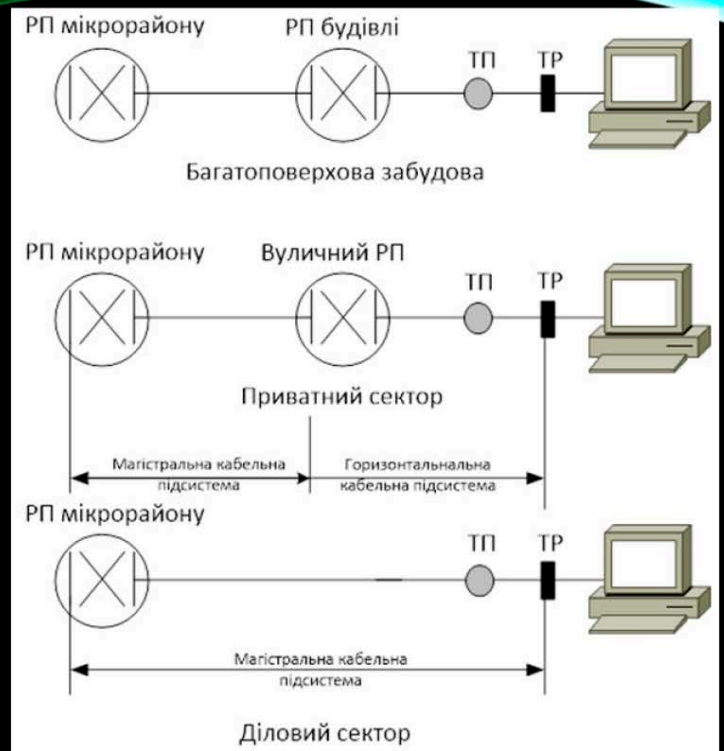 РП мікрорайону РП будівлі
ТП ТР
Багатоповерхова забудова
РП мікрорайону Вуличний РП
ТП ТР
Приватний сектор
Магістральна кабельна підсистема
Горизонтальнальна кабельна підсистема
РП мікрорайону
ТП ТР
Магістральна кабельна
підсистема
Діловий сектор